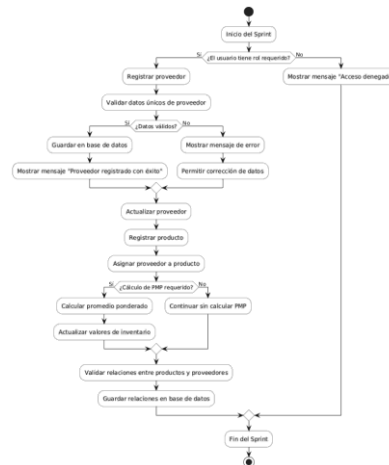 Inicio del Sprint
¿El usuario tiene rol requerido?
Sí
No
Registrar proveedor
Mostrar mensaje "Acceso denegad
Validar datos únicos de proveedor
¿Datos válidos?
Sí
No
Guardar en base de datos
Mostrar mensaje de error
Mostrar mensaje "Proveedor registrado con éxito"
Permitir corrección de datos
Actualizar proveedor
Registrar producto
Asignar proveedor a producto
¿Cálculo de PMP requerido?
Sí
No
Calcular promedio ponderado
Continuar sin calcular PMP
Actualizar valores de inventario
Validar relaciones entre productos y proveedores
Guardar relaciones en base de datos
Fin del Sprint